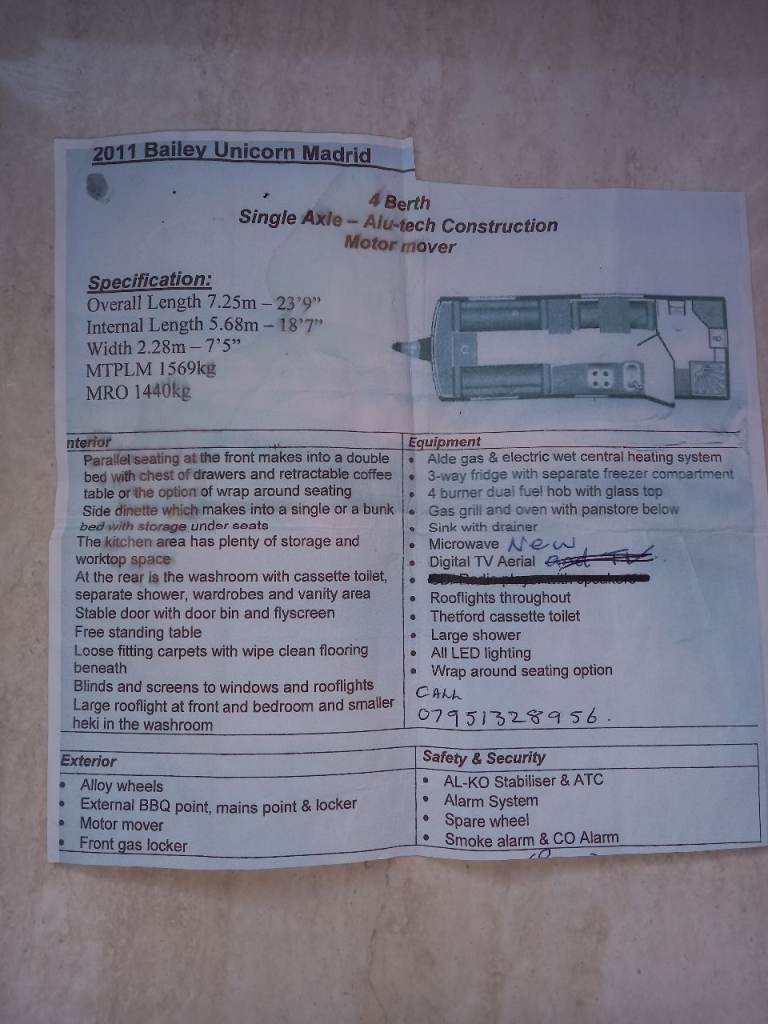 2011 Bailey Unicorn Madrid
4 Berth
Single Axle – Alu-tech Construction
Motor mover
Specification:
Overall Length 7.25m – 23'9"
Internal Length 5.68m – 18'7"
Width 2.28m – 7'5"
MTPLM 1569kg
MRO 1440kg
nterior
Parallel seating at the front makes into a double
bed with chest of drawers and retractable coffee
table or the option of wrap around seating
Side dinette which makes into a single or a bunk
bed with storage under seats
The kitchen area has plenty of storage and
worktop space
At the rear is the washroom with cassette toilet,
separate shower, wardrobes and vanity area
Stable door with door bin and flyscreen
Free standing table
Loose fitting carpets with wipe clean flooring
beneath
Blinds and screens to windows and rooflights
Large rooflight at front and bedroom and smaller
heki in the washroom
Equipment
• Alde gas & electric wet central heating system
• 3-way fridge with separate freezer compartment
• 4 burner dual fuel hob with glass top
• Gas grill and oven with panstore below
• Sink with drainer
• Microwave New
• Digital TV Aerial and TV
• CD/Radio player with speakers
• Rooflights throughout
• Thetford cassette toilet
• Large shower
• All LED lighting
• Wrap around seating option
CALL
07951328956.
Exterior
• Alloy wheels
• External BBQ point, mains point & locker
• Motor mover
• Front gas locker
Safety & Security
• AL-KO Stabiliser & ATC
• Alarm System
• Spare wheel
• Smoke alarm & CO Alarm